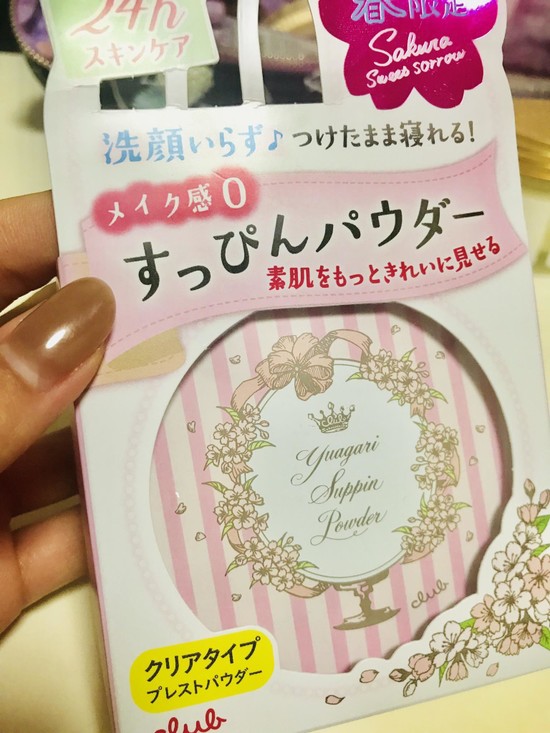 24h
スキンケア
春限定
Sakura
Sweet sorrow
洗顔いらず♪つけたまま寝れる!
メイク感0
すっぴんパウダー
素肌をもっときれいに見せる
Club
Yuagari
Suppin
Powder
club
クリアタイプ
プレストパウダー
club